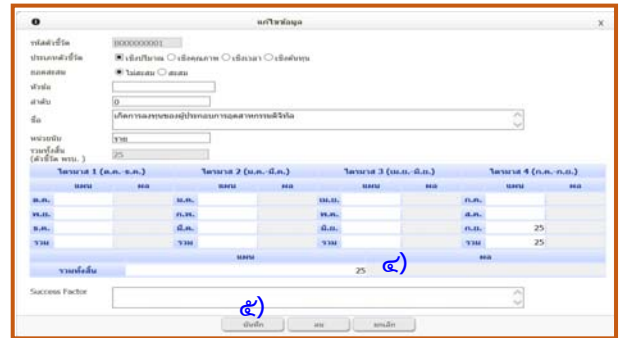 แก้ไขข้อมูล X
รหัสตัวชี้วัด 0000000001
ประเภทตัวชี้วัด เชิงปริมาณ เชิงคุณภาพ เชิงเวลา เชิงต้นทุน
ยอดสะสม ไม่สะสม สะสม
หัวข้อ
ลำดับ 0
ชื่อ เกิดการลงทุนของผู้ประกอบการอุตสาหกรรมดิจิทัล
หน่วยนับ ราย
รวมทั้งสิ้น 25
(ตัวชี้วัด พรบ. )
ไตรมาส 1 (ต.ค.-ธ.ค.) ไตรมาส 2 (ม.ค.-มี.ค.) ไตรมาส 3 (เม.ย.-มิ.ย.) ไตรมาส 4 (ก.ค.-ก.ย.)
แผน ผล แผน ผล แผน ผล แผน ผล
ต.ค. ม.ค. เม.ย. ก.ค.
พ.ย. ก.พ. พ.ค. ส.ค.
ธ.ค. มี.ค. มิ.ย. ก.ย. 25
รวม รวม รวม รวม 25
แผน ผล
รวมทั้งสิ้น 25 ๔)
Success Factor
๕)
บันทึก ลบ ยกเลิก